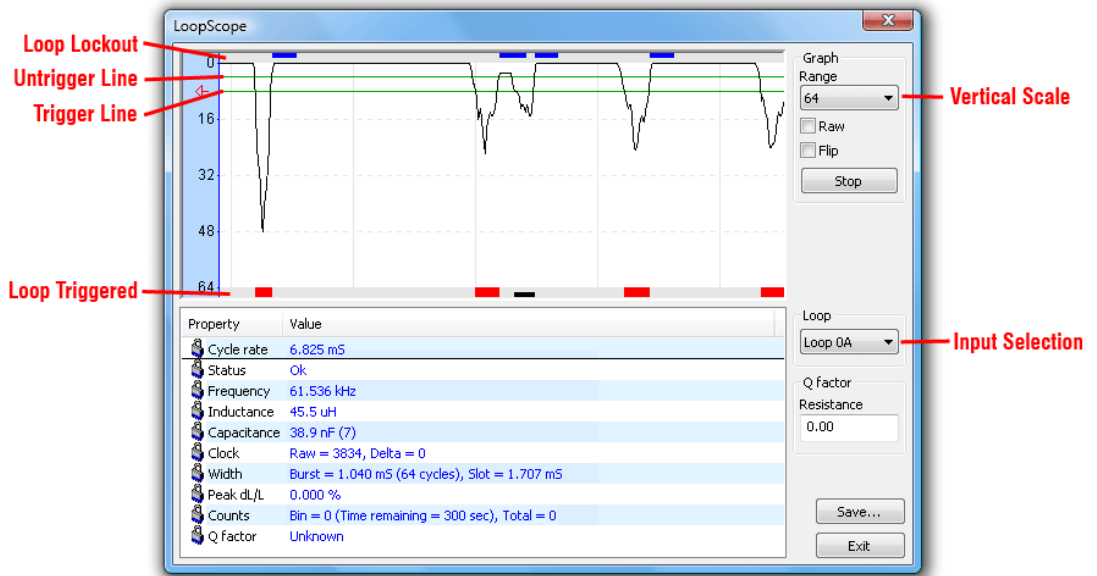 LoopScope
Loop Lockout
Untrigger Line
Trigger Line
Loop Triggered
0
16
32
48
64
Graph
Range
64
Raw
Flip
Stop
Vertical Scale
Property Value
Cycle rate 6.825 mS
Status Ok
Frequency 61.536 kHz
Inductance 45.5 uH
Capacitance 38.9 nF (7)
Clock Raw = 3834, Delta = 0
Width Burst = 1.040 mS (64 cycles), Slot = 1.707 mS
Peak dL/L 0.000 %
Counts Bin = 0 (Time remaining = 300 sec), Total = 0
Q factor Unknown
Loop
Loop 0A
Input Selection
Q factor
Resistance
0.00
Save...
Exit